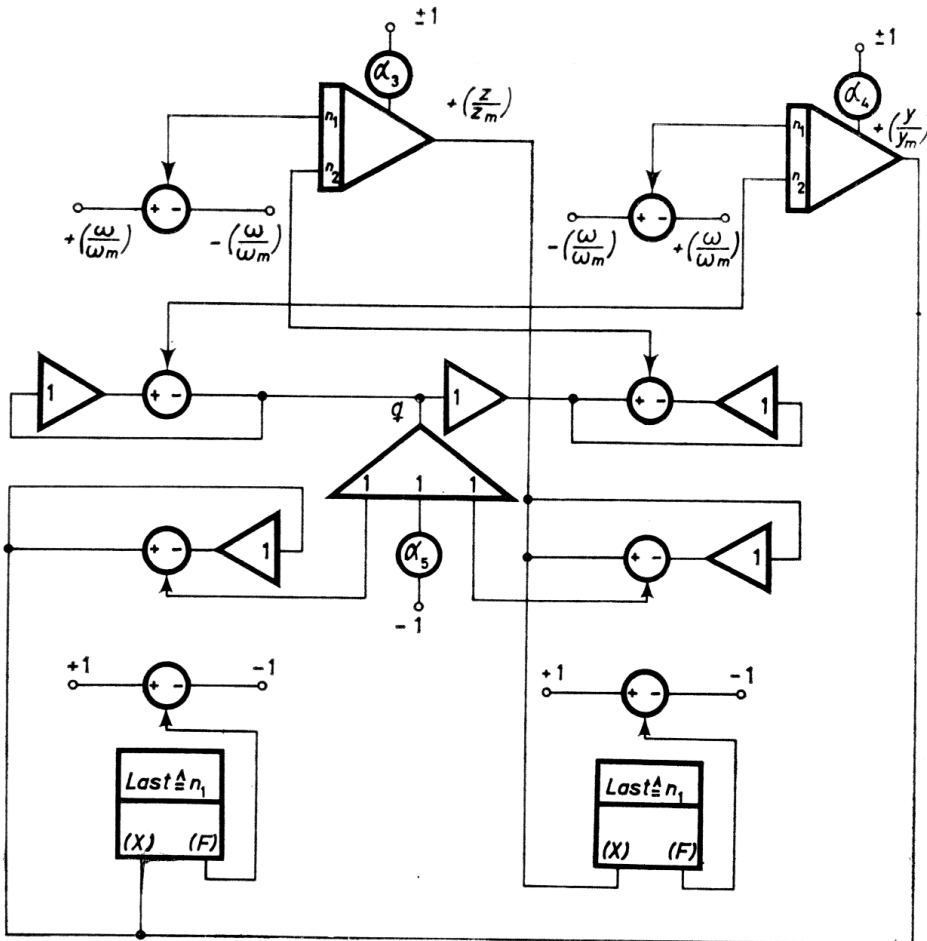 ± 1
± 1
α₃
α₄
+ (z/zₘ)
+ (y/yₘ)
n₁
n₂
n₁
n₂
+ -
+ -
+ (ω/ωₘ)
- (ω/ωₘ)
- (ω/ωₘ)
+ (ω/ωₘ)
1
+ -
1
+ -
1
q
1 1 1
+ -
1
α₅
+ -
1
- 1
+1
+ -
-1
+1
+ -
-1
Last ≙ n₁
Last ≙ n₁
(X) (F)
(X) (F)